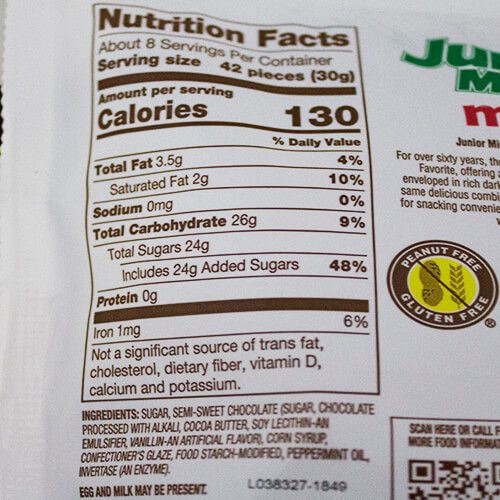 Nutrition Facts
About 8 Servings Per Container
Serving size 42 pieces (30g)
Amount per serving
Calories 130
% Daily Value
Total Fat 3.5g 4%
Saturated Fat 2g 10%
Sodium 0mg 0%
Total Carbohydrate 26g 9%
Total Sugars 24g
Includes 24g Added Sugars 48%
Protein 0g
Iron 1mg 6%
Not a significant source of trans fat,
cholesterol, dietary fiber, vitamin D,
calcium and potassium.
INGREDIENTS: SUGAR, SEMI-SWEET CHOCOLATE (SUGAR, CHOCOLATE
PROCESSED WITH ALKALI, COCOA BUTTER, SOY LECITHIN-AN
EMULSIFIER, VANILLIN-AN ARTIFICIAL FLAVOR), CORN SYRUP,
CONFECTIONER'S GLAZE, FOOD STARCH-MODIFIED, PEPPERMINT OIL,
INVERTASE (AN ENZYME).
EGG AND MILK MAY BE PRESENT.
L038327-1849
Jun
M
m
Junior Mi
For over sixty years, th
Favorite, offering a
enveloped in rich dar
same delicious combi
for snacking convenie
PEANUT FREE
GLUTEN FREE
®
SCAN HERE OR CALL F
MORE FOOD INFORMA